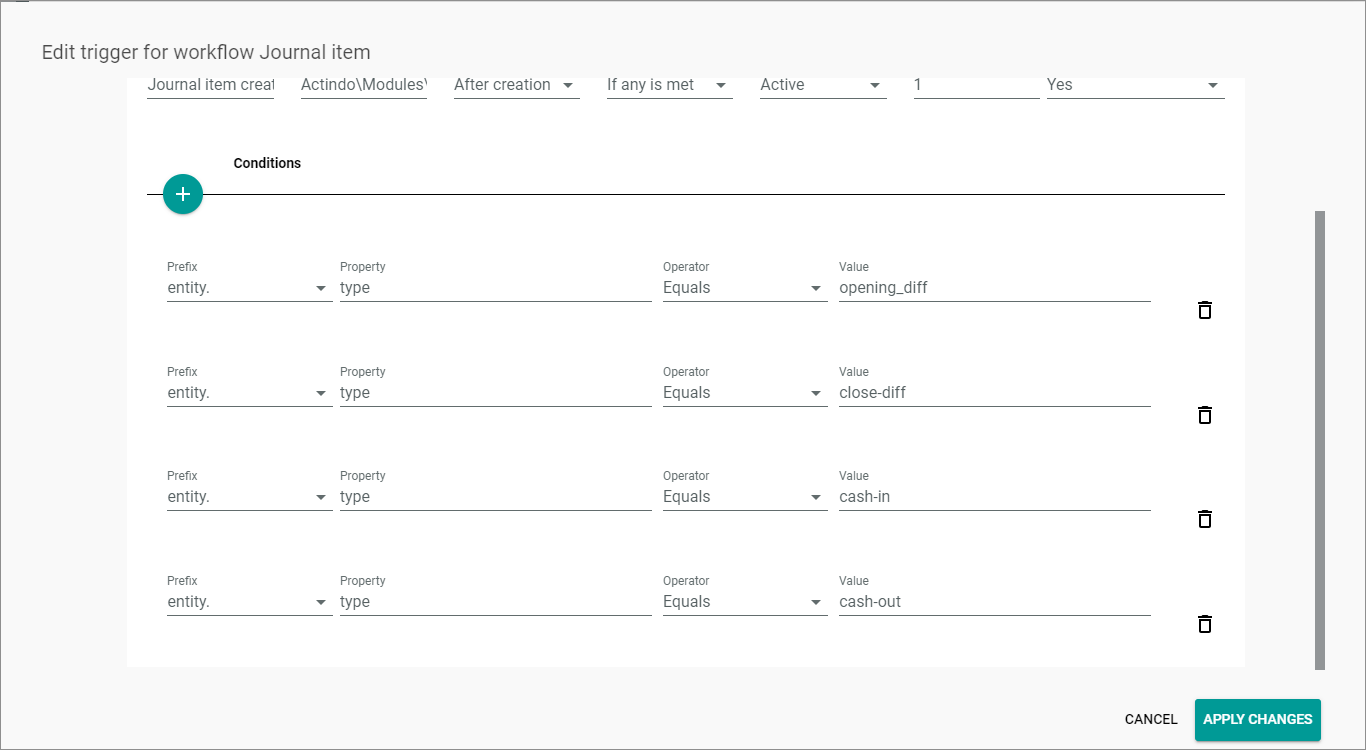 Edit trigger for workflow Journal item
Journal item creat Actindo\Modules\ After creation If any is met Active 1 Yes
Conditions
Prefix Property Operator Value
entity. type Equals opening_diff
Prefix Property Operator Value
entity. type Equals close-diff
Prefix Property Operator Value
entity. type Equals cash-in
Prefix Property Operator Value
entity. type Equals cash-out
CANCEL APPLY CHANGES